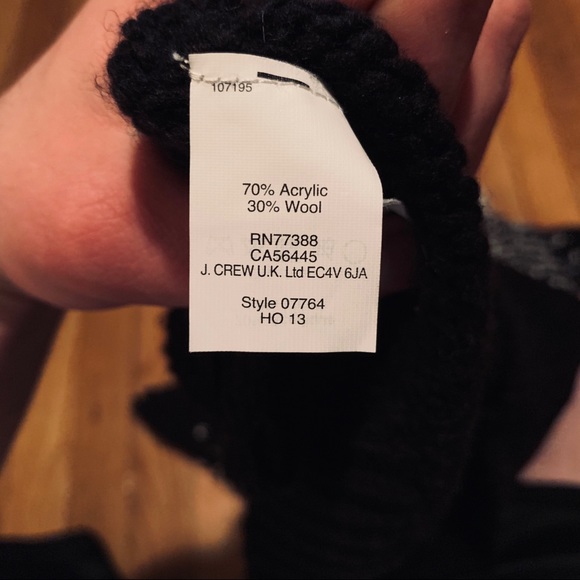 107195
70% Acrylic
30% Wool
RN77388
CA56445
J. CREW U.K. Ltd EC4V 6JA
Style 07764
HO 13